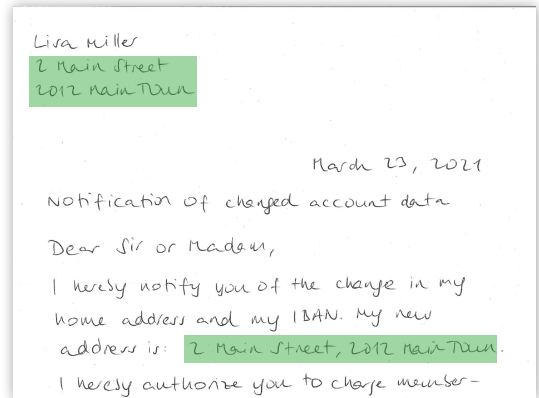 Lisa Miller
2 Main Street
2012 Main Town
March 23, 2021
Notification of changed account data
Dear Sir or Madam,
I hereby notify you of the change in my
home address and my IBAN. My new
address is: 2 Main Street, 2012 Main Town.
I hereby authorize you to charge member-